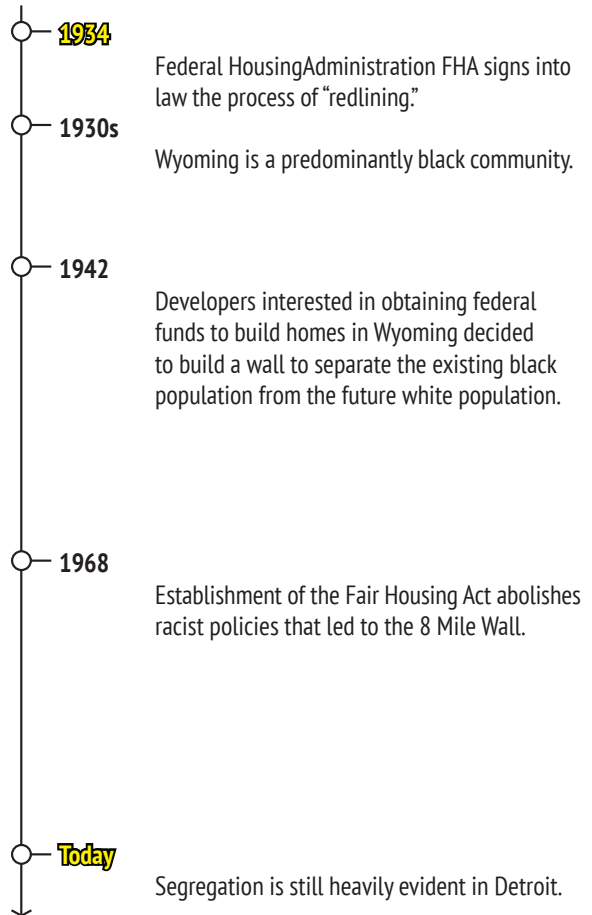 1934
Federal HousingAdministration FHA signs into
law the process of “redlining.”
1930s
Wyoming is a predominantly black community.
1942
Developers interested in obtaining federal
funds to build homes in Wyoming decided
to build a wall to separate the existing black
population from the future white population.
1968
Establishment of the Fair Housing Act abolishes
racist policies that led to the 8 Mile Wall.
Today
Segregation is still heavily evident in Detroit.